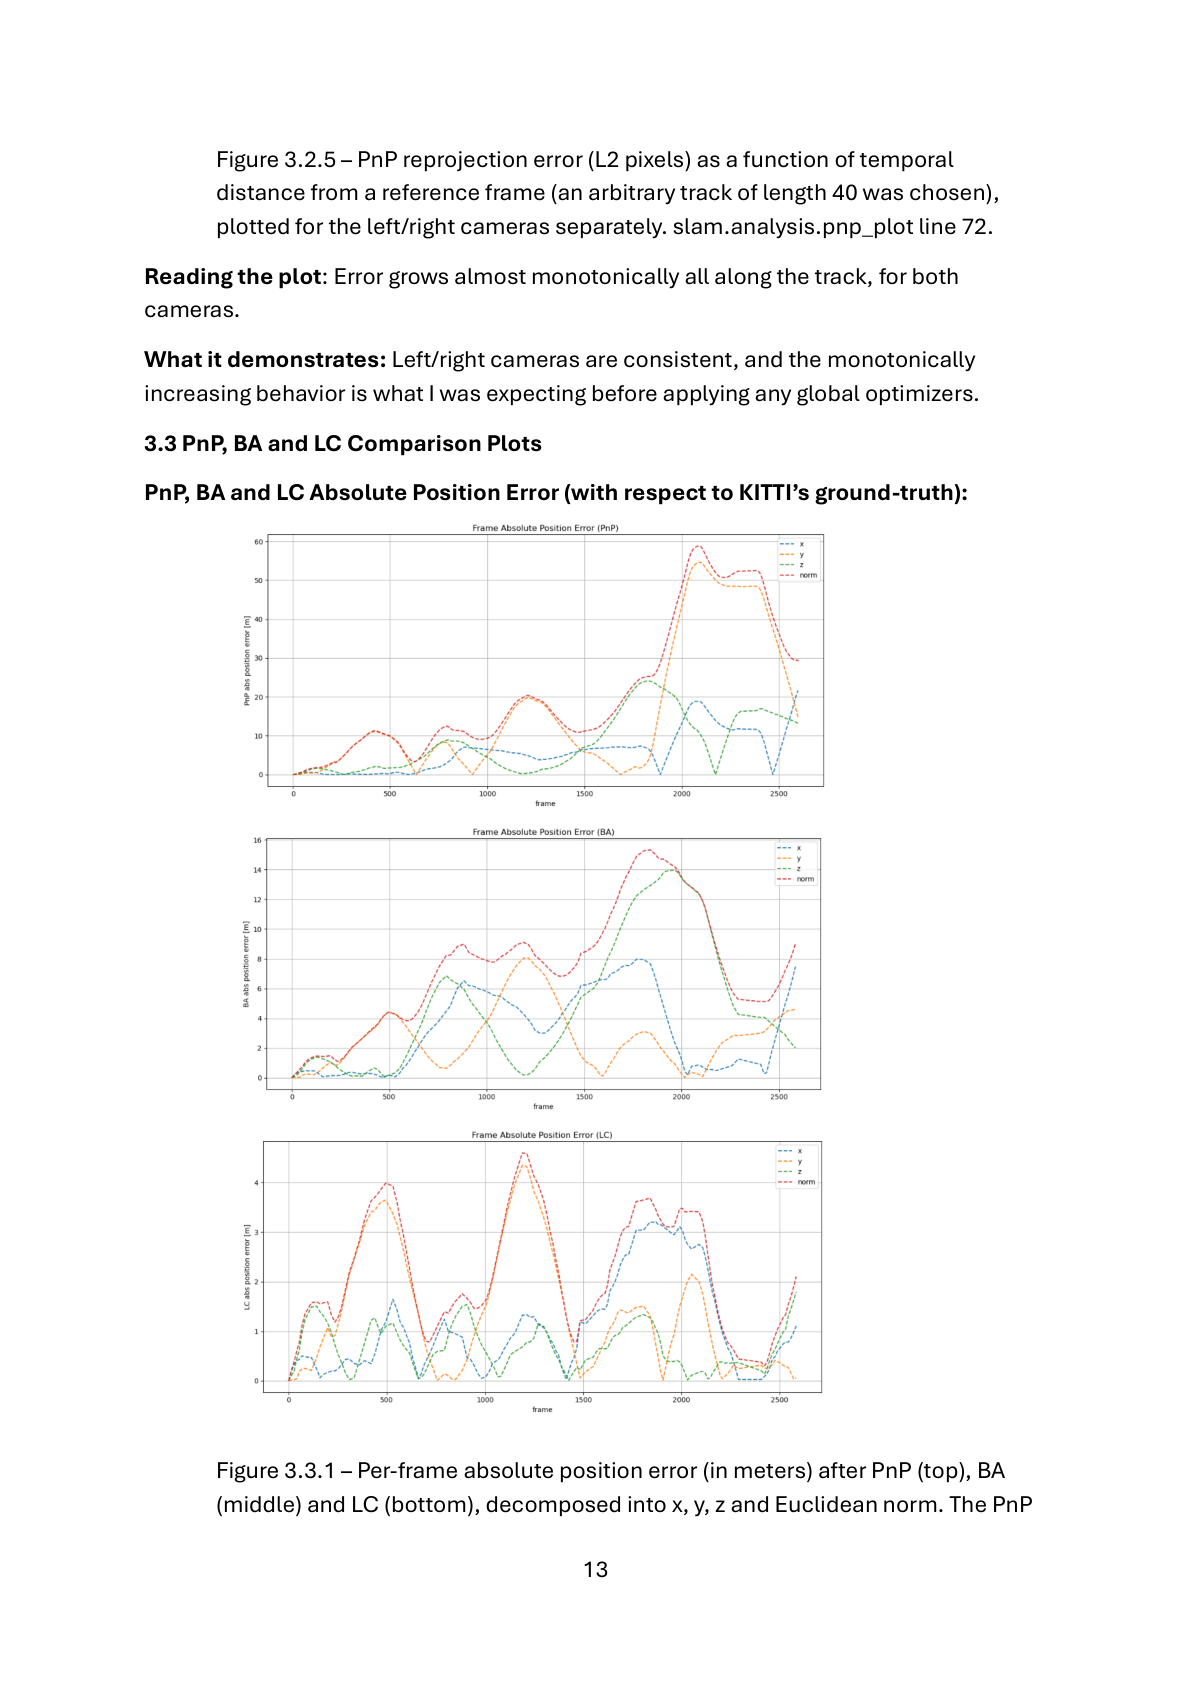 Figure 3.2.5 – PnP reprojection error (L2 pixels) as a function of temporal
distance from a reference frame (an arbitrary track of length 40 was chosen),
plotted for the left/right cameras separately. slam.analysis.pnp_plot line 72.
Reading the plot: Error grows almost monotonically all along the track, for both
cameras.
What it demonstrates: Left/right cameras are consistent, and the monotonically
increasing behavior is what I was expecting before applying any global optimizers.
3.3 PnP, BA and LC Comparison Plots
PnP, BA and LC Absolute Position Error (with respect to KITTI’s ground-truth):
Frame Absolute Position Error (PnP)
PnP abs position error [m]
60
50
40
30
20
10
0
x
y
z
norm
0 500 1000 1500 2000 2500
frame
Frame Absolute Position Error (BA)
BA abs position error [m]
16
14
12
10
8
6
4
2
0
x
y
z
norm
0 500 1000 1500 2000 2500
frame
Frame Absolute Position Error (LC)
LC abs position error [m]
4
3
2
1
0
x
y
z
norm
0 500 1000 1500 2000 2500
frame
Figure 3.3.1 – Per-frame absolute position error (in meters) after PnP (top), BA
(middle) and LC (bottom), decomposed into x, y, z and Euclidean norm. The PnP
13